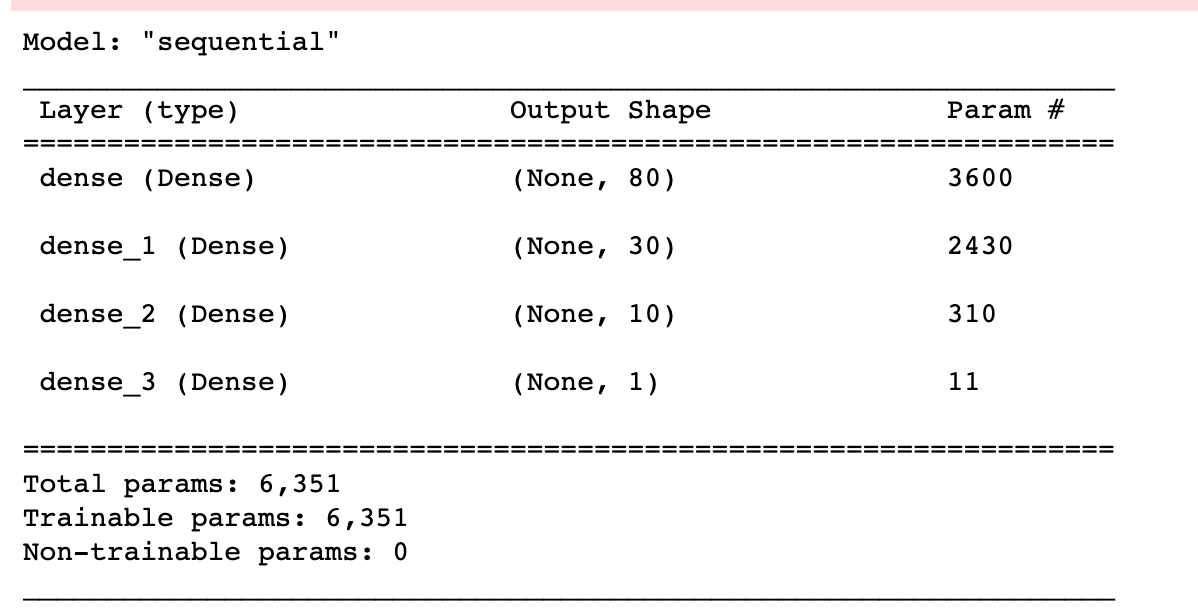 Model: "sequential"
Layer (type) Output Shape Param #
=================================================================
dense (Dense) (None, 80) 3600
dense_1 (Dense) (None, 30) 2430
dense_2 (Dense) (None, 10) 310
dense_3 (Dense) (None, 1) 11
=================================================================
Total params: 6,351
Trainable params: 6,351
Non-trainable params: 0